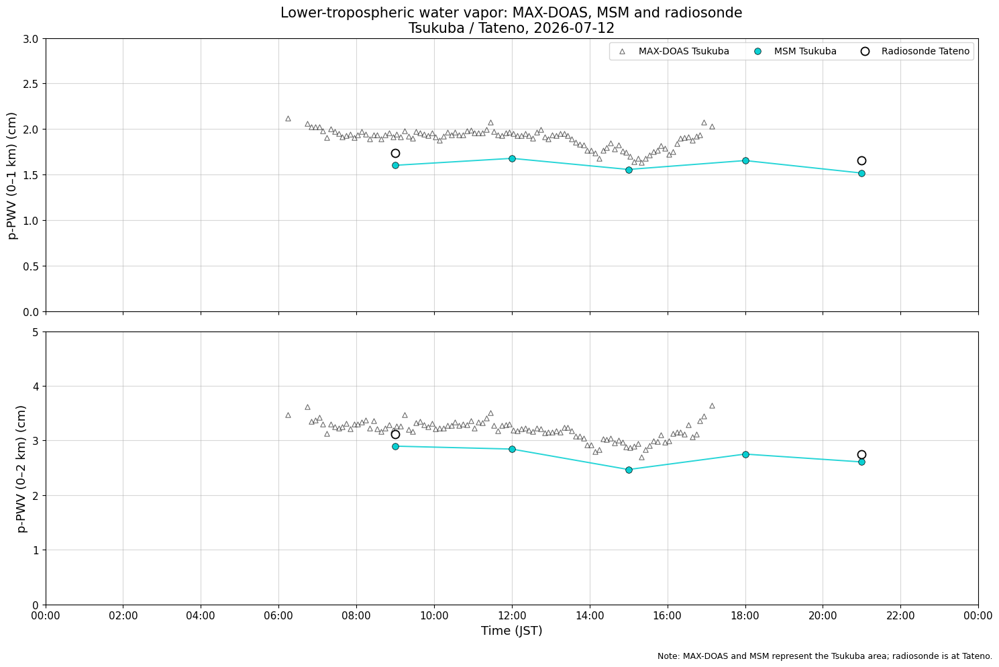 Lower-tropospheric water vapor: MAX-DOAS, MSM and radiosonde
Tsukuba / Tateno, 2026-07-12
MAX-DOAS Tsukuba
MSM Tsukuba
Radiosonde Tateno
p-PWV (0–1 km) (cm)
3.0
2.5
2.0
1.5
1.0
0.5
0.0
p-PWV (0–2 km) (cm)
5
4
3
2
1
0
00:00 02:00 04:00 06:00 08:00 10:00 12:00 14:00 16:00 18:00 20:00 22:00 00:00
Time (JST)
Note: MAX-DOAS and MSM represent the Tsukuba area; radiosonde is at Tateno.